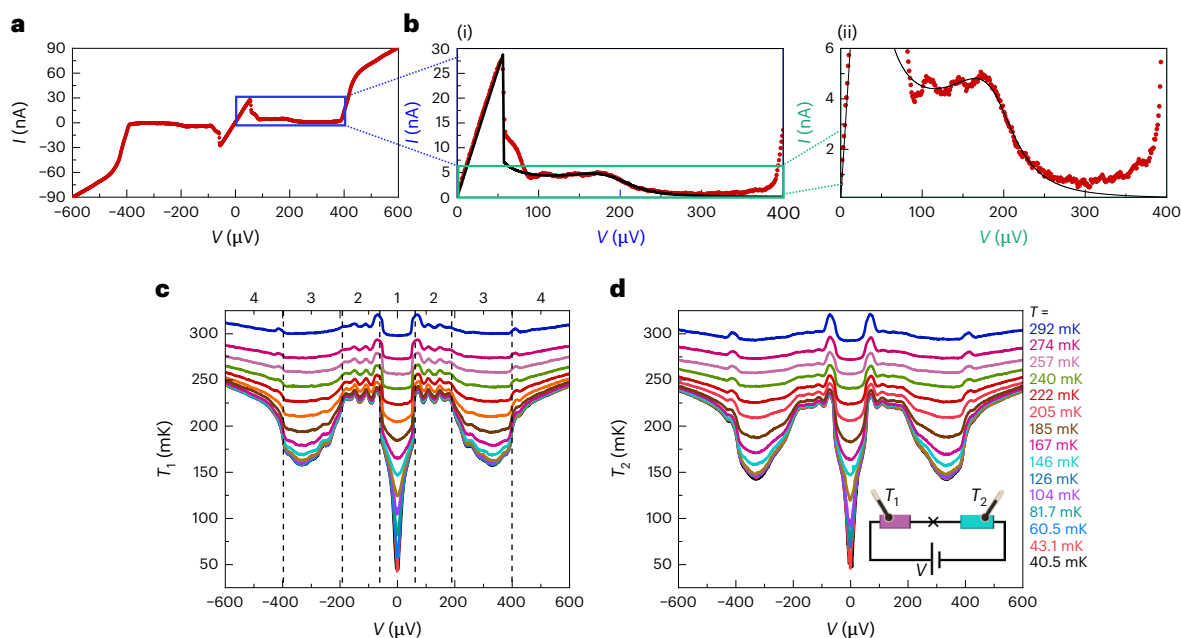 a
I (nA)
90
60
30
0
−30
−60
−90
−600 −400 −200 0 200 400 600
V (μV)
b
(i)
I (nA)
30
25
20
15
10
5
0
0 100 200 300 400
V (μV)
(ii)
I (nA)
6
4
2
0 100 200 300 400
V (μV)
c
4 3 2 1 2 3 4
T1 (mK)
300
250
200
150
100
50
−600 −400 −200 0 200 400 600
V (μV)
d
T2 (mK)
300
250
200
150
100
50
−600 −400 −200 0 200 400 600
V (μV)
T1
T2
V
T =
292 mK
274 mK
257 mK
240 mK
222 mK
205 mK
185 mK
167 mK
146 mK
126 mK
104 mK
81.7 mK
60.5 mK
43.1 mK
40.5 mK